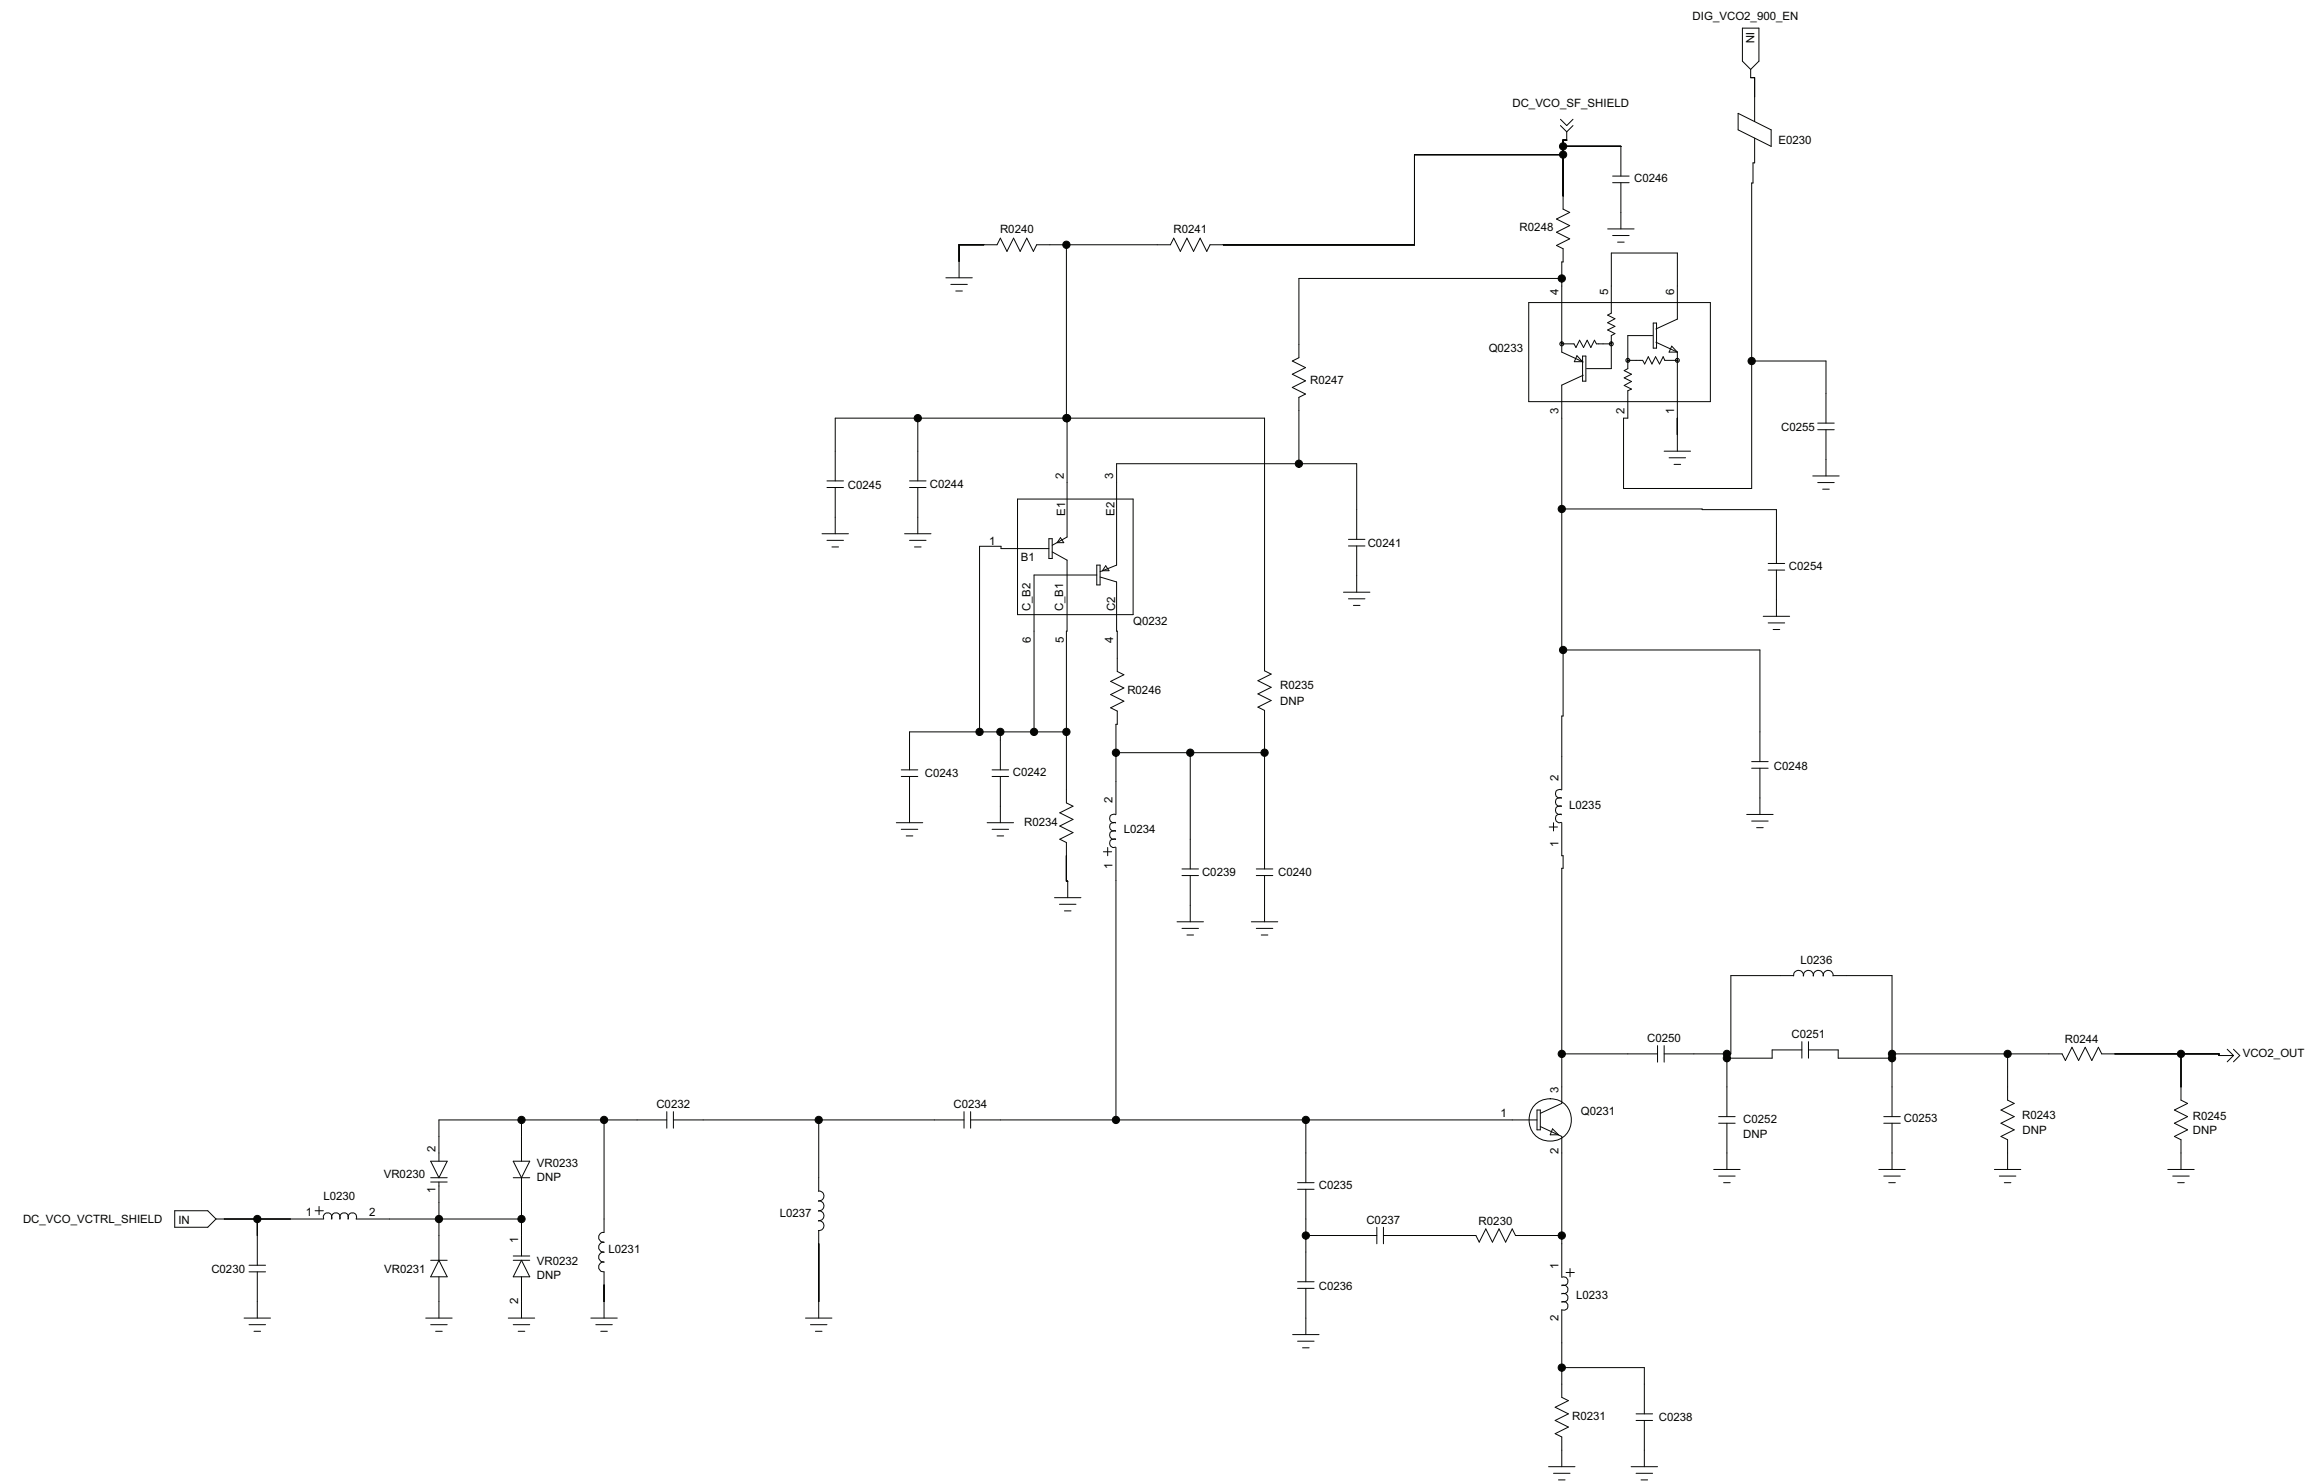 DIG_VCO2_900_EN
IN
DC_VCO_SF_SHIELD
E0230
C0246
R0240
R0241
R0248
4
5
6
Q0233
R0247
3
2
1
C0255
C0245
C0244
2
3
E1
E2
C0241
1
B1
C_B2
C_B1
C2
C0254
Q0232
6
5
4
R0246
R0235
DNP
C0243
C0242
C0248
2
R0234
2
L0234
+
1
L0235
+
1
C0239
C0240
L0236
C0250
C0251
R0244
VCO2_OUT
C0232
C0234
3
1
Q0231
2
C0252
DNP
C0253
R0243
DNP
R0245
DNP
2
VR0230
1
VR0233
DNP
C0235
L0230
DC_VCO_VCTRL_SHIELD
IN
1
+
2
L0237
C0237
R0230
1
L0231
C0230
VR0231
VR0232
DNP
2
C0236
1
+
L0233
2
R0231
C0238